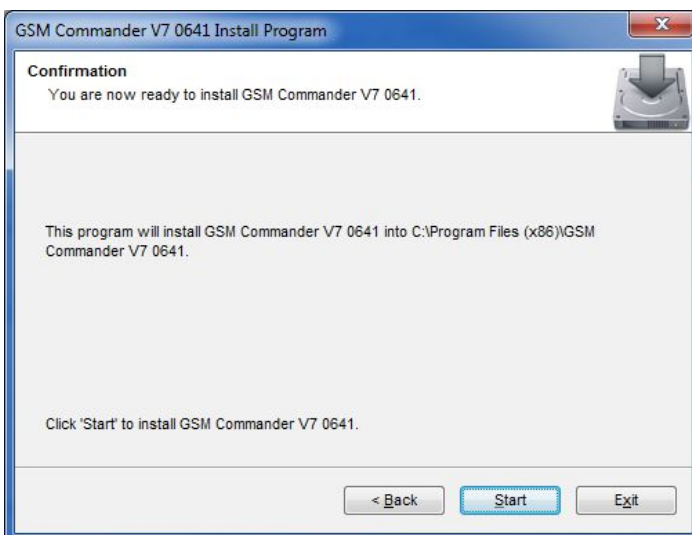 GSM Commander V7 0641 Install Program
Confirmation
You are now ready to install GSM Commander V7 0641.
This program will install GSM Commander V7 0641 into C:\Program Files (x86)\GSM
Commander V7 0641.
Click 'Start' to install GSM Commander V7 0641.
< Back Start Exit